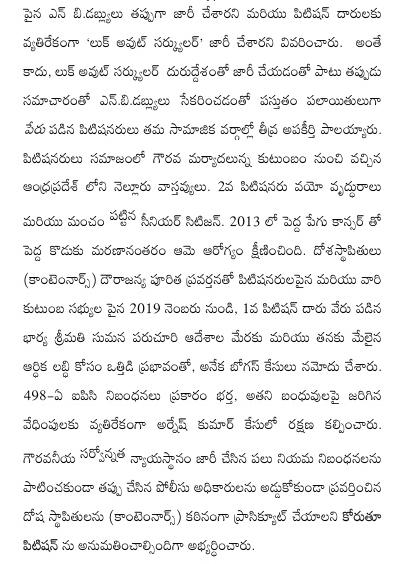 పైన ఎన్ బి.డబ్ల్యులు తప్పుగా జారీ చేశారని మరియు పిటిషన్ దారులకు
వ్యతిరేకంగా ‘లుక్ అవుట్ సర్క్యులర్’ జారీ చేశారని వివరించారు. అంతే
కాదు, లుక్ అవుట్ సర్క్యులర్ దురుద్దేశంతో జారీ చేయడంతో పాటు తప్పుడు
సమాచారంతో ఎన్.బి.డబ్ల్యులు సేకరించడంతో పస్తుతం పలాయితులుగా
వేరు పడిన పిటిషనరులు తమ సామాజిక వర్గాల్లో తీవ్ర అపకీర్తి పాలయ్యారు.
పిటిషనరులు సమాజంలో గౌరవ మర్యాదలున్న కుటుంబం నుంచి వచ్చిన
ఆంధ్రప్రదేశ్ లోని నెల్లూరు వాస్తవ్యులు. 2వ పిటిషనరు వయో వృద్ధురాలు
మరియు మంచం పట్టిన సీనియర్ సిటిజన్. 2013 లో పెద్ద పేగు కాన్సర్ తో
పెద్ద కొడుకు మరణానంతరం ఆమె ఆరోగ్యం క్షీణించింది. దోశస్థాపితులు
(కాంటెంనార్స్) దౌరాజన్య పూరిత ప్రవర్తనతో పిటిషనరులపైన మరియు వారి
కుటుంబ సభ్యుల పైన 2019 నెంబరు నుండి, 1వ పిటిషన్ దారు వేరు పడిన
భార్య శ్రీమతి సుమన పరుచూరి ఆదేశాల మేరకు మరియు తనకు మేలైన
ఆర్ధిక లబ్ధి కోసం ఒత్తిడి ప్రభావంతో, అనేక బోగస్ కేసులు నమోదు చేశారు.
498-ఏ ఐపిసి నిబంధనలు ప్రకారం భర్త, అతని బంధువులపై జరిగిన
వేధింపులకు వ్యతిరేకంగా అర్నేష్ కుమార్ కేసులో రక్షణ కల్పించారు.
గౌరవనీయ సర్వోన్నత న్యాయస్థానం జారీ చేసిన పలు నియమ నిబంధనలను
పాటించకుండా తప్పు చేసిన పోలీసు అధికారులను అడ్డుకోకుండా ప్రవర్తించిన
దోష స్థాపితులను (కాంటెంనార్స్) కఠినంగా ప్రాసిక్యూట్ చేయాలని కోరుతూ
పిటిషన్ ను అనుమతించాల్సిందిగా అభ్యర్ధించారు.